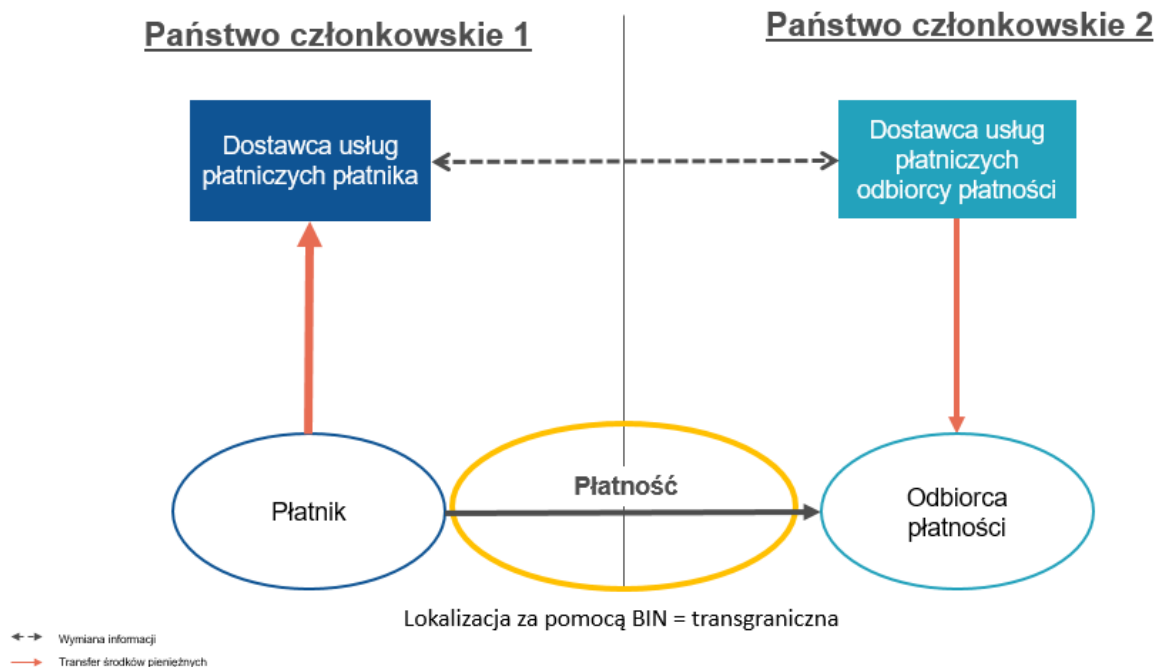 Państwo członkowskie 1
Państwo członkowskie 2
Dostawca usług
płatniczych płatnika
Dostawca usług
płatniczych
odbiorcy płatności
Płatność
Płatnik
Odbiorca
płatności
Lokalizacja za pomocą BIN = transgraniczna
Wymiana informacji
Transfer środków pieniężnych